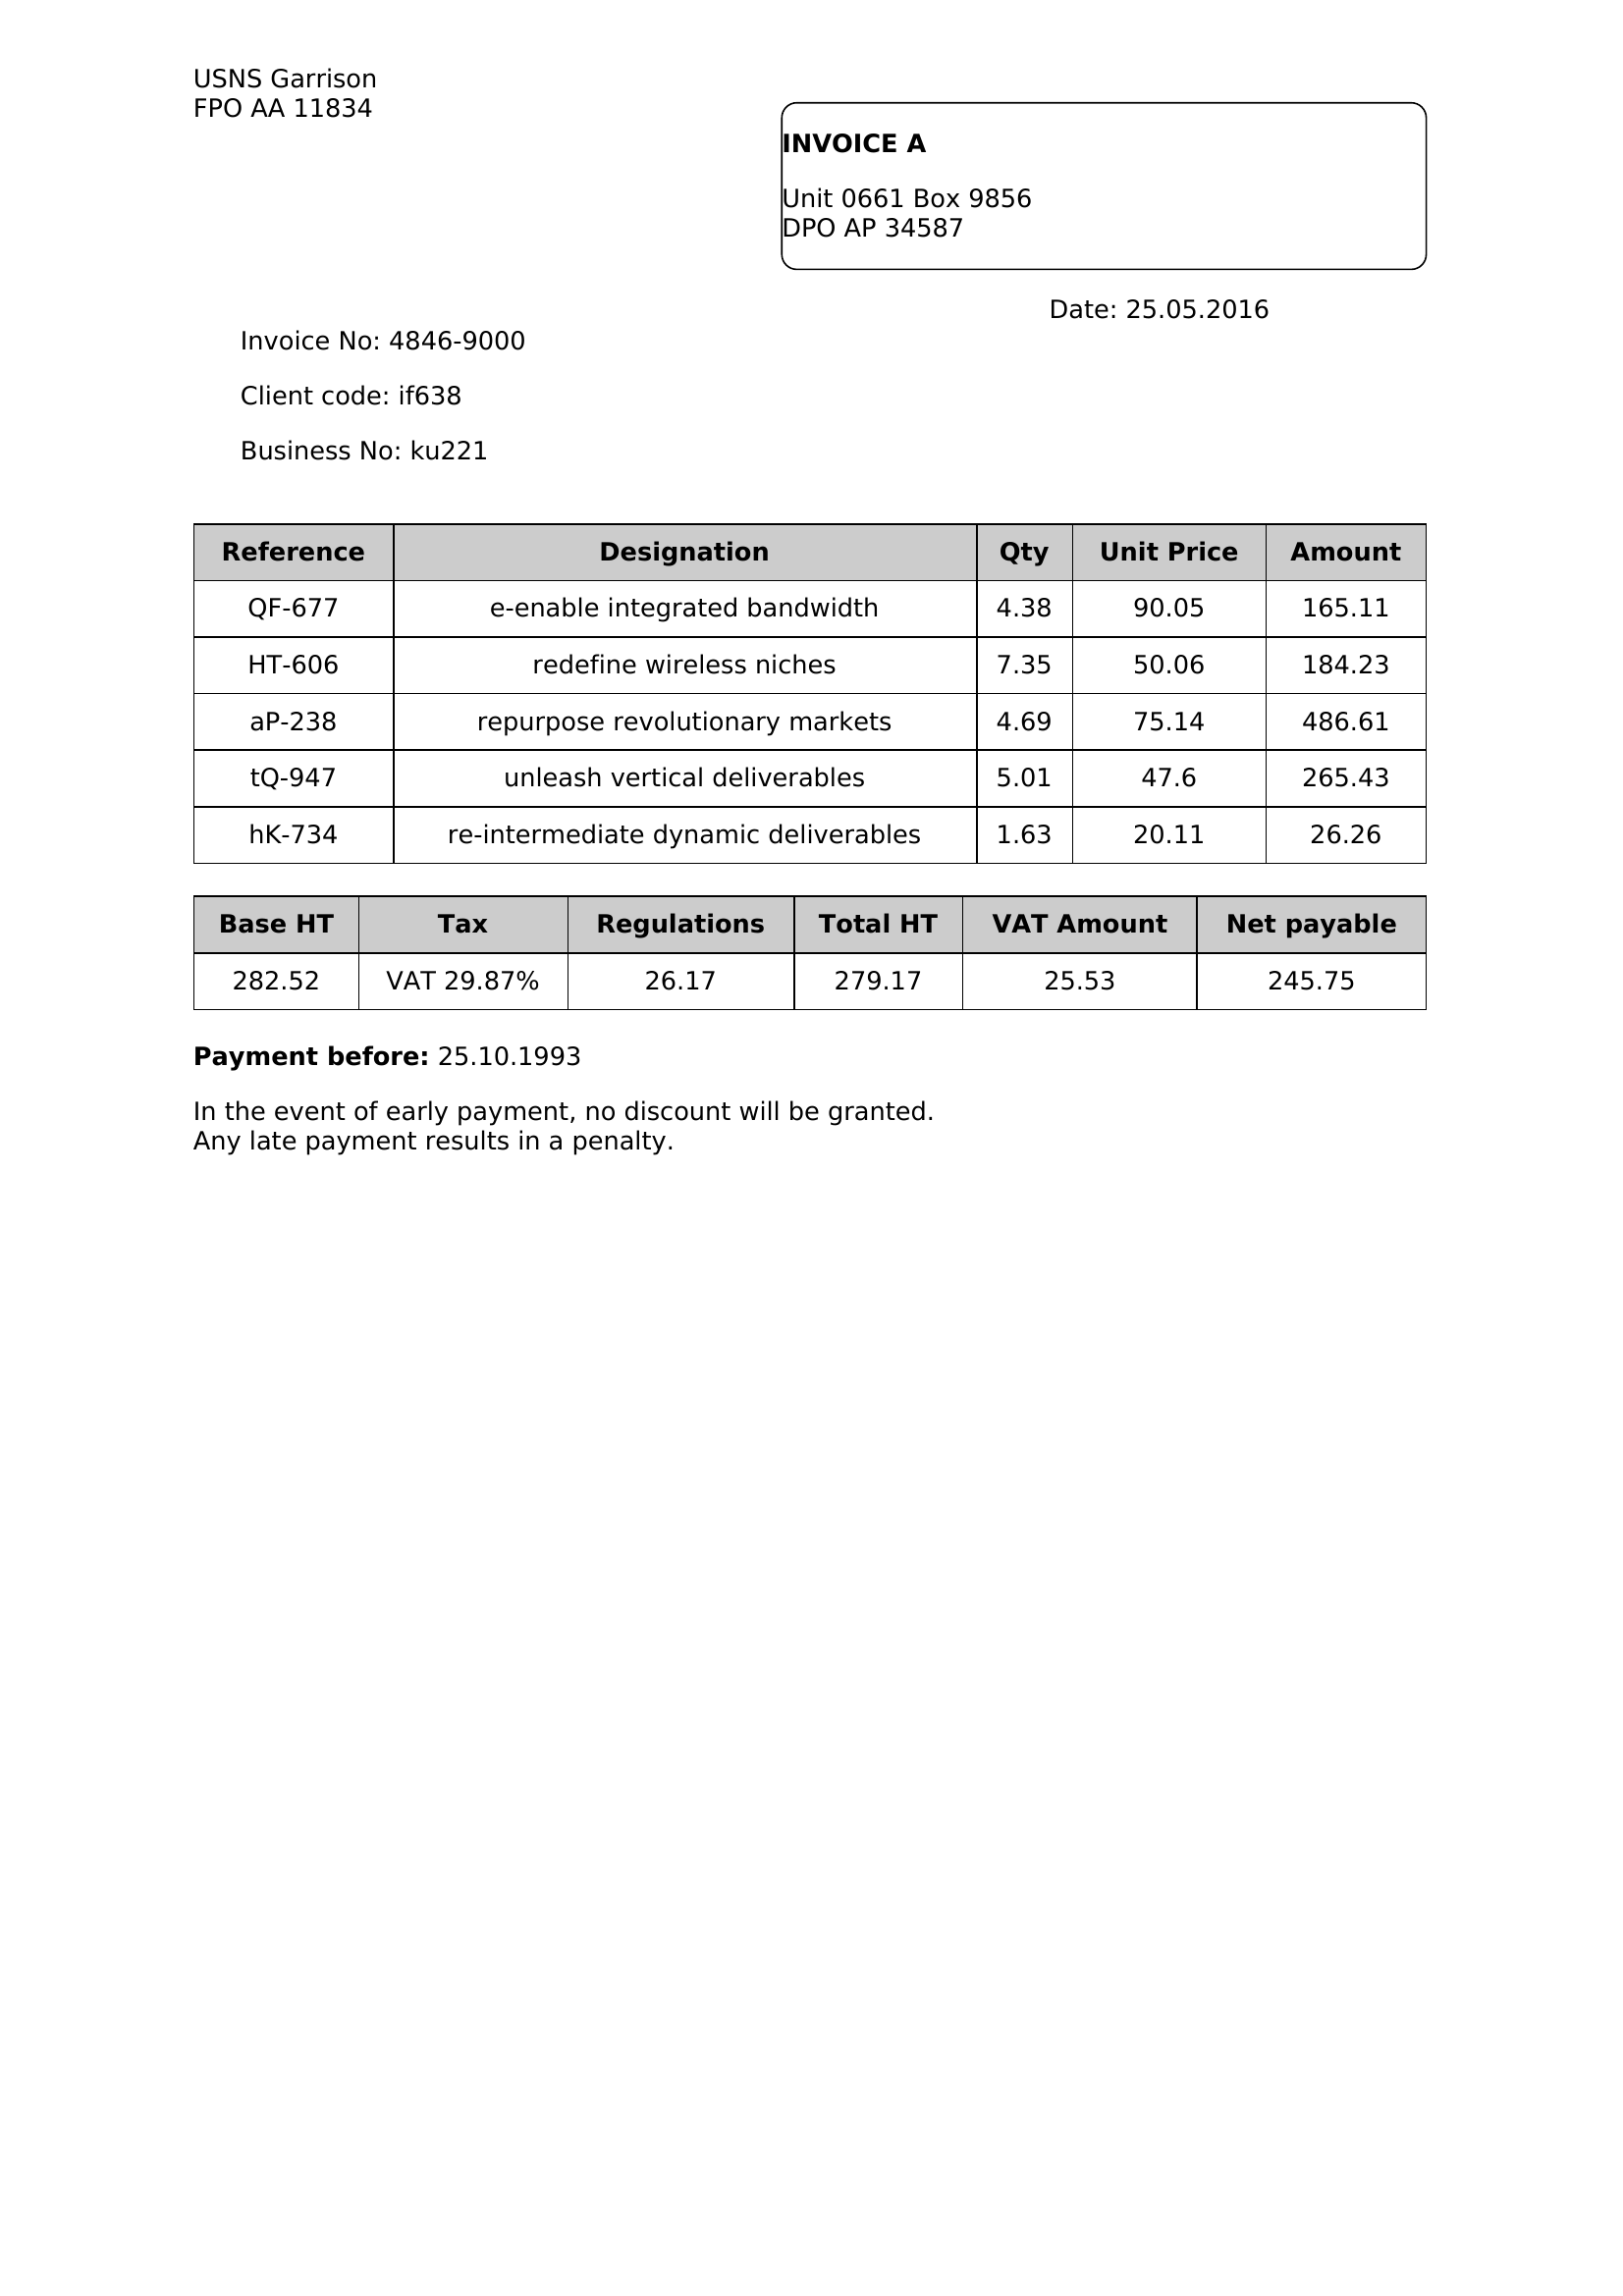 USNS Garrison
FPO AA 11834
INVOICE A
Unit 0661 Box 9856
DPO AP 34587
Date: 25.05.2016
Invoice No: 4846-9000
Client code: if638
Business No: ku221
Reference Designation Qty Unit Price Amount
QF-677 e-enable integrated bandwidth 4.38 90.05 165.11
HT-606 redefine wireless niches 7.35 50.06 184.23
aP-238 repurpose revolutionary markets 4.69 75.14 486.61
tQ-947 unleash vertical deliverables 5.01 47.6 265.43
hK-734 re-intermediate dynamic deliverables 1.63 20.11 26.26
Base HT Tax Regulations Total HT VAT Amount Net payable
282.52 VAT 29.87% 26.17 279.17 25.53 245.75
Payment before: 25.10.1993
In the event of early payment, no discount will be granted.
Any late payment results in a penalty.